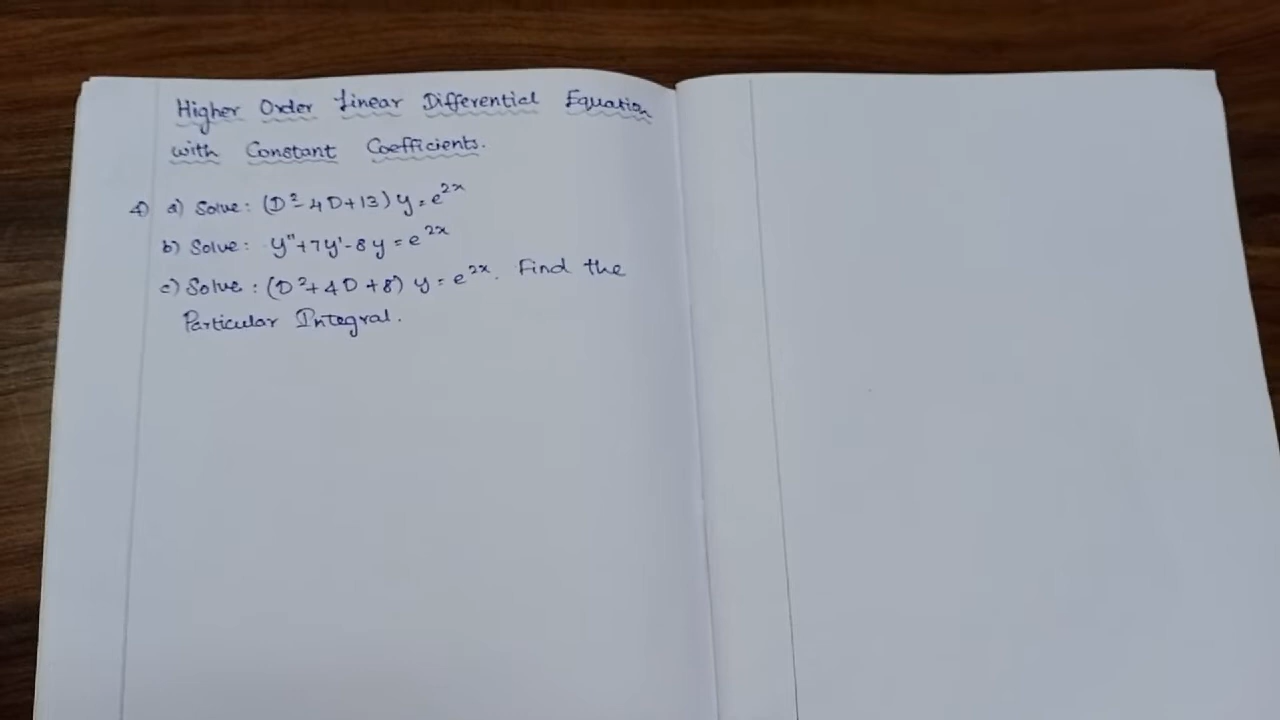 Higher Order Linear Differential Equation
with Constant Coefficients.
4) a) Solve: (D²-4D+13) y = e^2x
b) Solve: y"+7y'-8y = e^2x
c) Solve: (D²+4D+8) y = e^2x. Find the
Particular Integral.